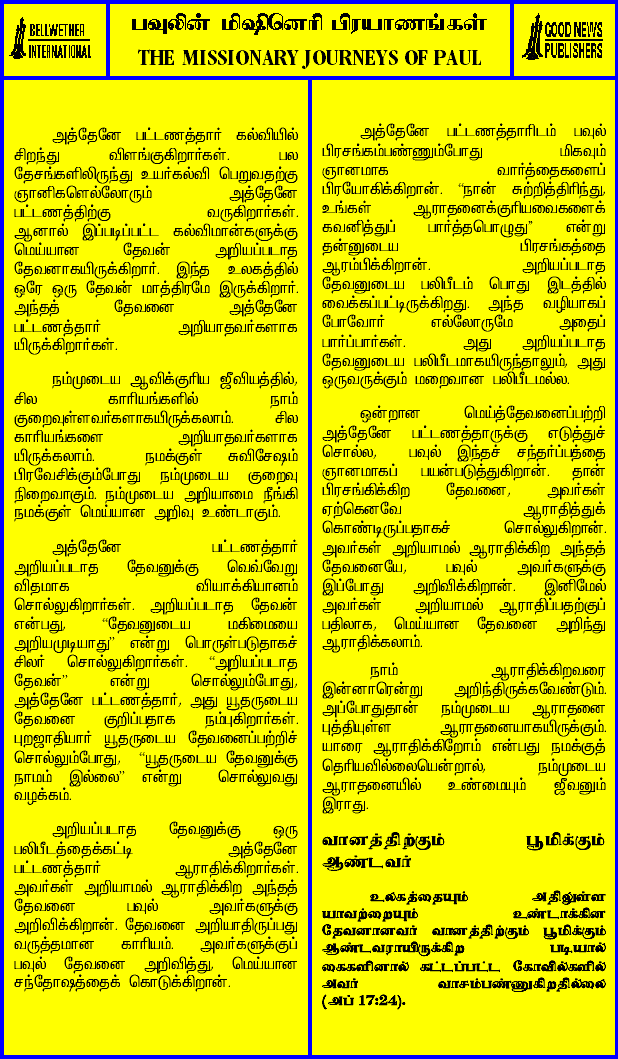 BELLWETHER
INTERNATIONAL
பவுலின் மிஷினெரி பிரயாணங்கள்
THE MISSIONARY JOURNEYS OF PAUL
GOOD NEWS
PUBLISHERS
அத்தேனே பட்டணத்தார் கல்வியில்
சிறந்து விளங்குகிறார்கள். பல
தேசங்களிலிருந்து உயர்கல்வி பெறுவதற்கு
ஞானிகளெல்லோரும் அத்தேனே
பட்டணத்திற்கு வருகிறார்கள்.
ஆனால் இப்படிப்பட்ட கல்விமான்களுக்கு
மெய்யான தேவன் அறியப்படாத
தேவனாகயிருக்கிறார். இந்த உலகத்தில்
ஒரே ஒரு தேவன் மாத்திரமே இருக்கிறார்.
அந்தத் தேவனை அத்தேனே
பட்டணத்தார் அறியாதவர்களாக
யிருக்கிறார்கள்.
நம்முடைய ஆவிக்குரிய ஜீவியத்தில்,
சில காரியங்களில் நாம்
குறைவுள்ளவர்களாகயிருக்கலாம். சில
காரியங்களை அறியாதவர்களாக
யிருக்கலாம். நமக்குள் சுவிசேஷம்
பிரவேசிக்கும்போது நம்முடைய குறைவு
நிறைவாகும். நம்முடைய அறியாமை நீங்கி
நமக்குள் மெய்யான அறிவு உண்டாகும்.
அத்தேனே பட்டணத்தார்
அறியப்படாத தேவனுக்கு வெவ்வேறு
விதமாக வியாக்கியானம்
சொல்லுகிறார்கள். அறியப்படாத தேவன்
என்பது, “தேவனுடைய மகிமையை
அறியமுடியாது” என்று பொருள்படுதாகச்
சிலர் சொல்லுகிறார்கள். “அறியப்படாத
தேவன்” என்று சொல்லும்போது,
அத்தேனே பட்டணத்தார், அது யூதருடைய
தேவனை குறிப்பதாக நம்புகிறார்கள்.
புறஜாதியார் யூதருடைய தேவனைப்பற்றிச்
சொல்லும்போது, “யூதருடைய தேவனுக்கு
நாமம் இல்லை” என்று சொல்லுவது
வழக்கம்.
அறியப்படாத தேவனுக்கு ஒரு
பலிபீடத்தைக்கட்டி அத்தேனே
பட்டணத்தார் ஆராதிக்கிறார்கள்.
அவர்கள் அறியாமல் ஆராதிக்கிற அந்தத்
தேவனை பவுல் அவர்களுக்கு
அறிவிக்கிறான். தேவனை அறியாதிருப்பது
வருத்தமான காரியம். அவர்களுக்குப்
பவுல் தேவனை அறிவித்து, மெய்யான
சந்தோஷத்தைக் கொடுக்கிறான்.
அத்தேனே பட்டணத்தாரிடம் பவுல்
பிரசங்கம்பண்ணும்போது மிகவும்
ஞானமாக வார்த்தைகளைப்
பிரயோகிக்கிறான். “நான் சுற்றித்திரிந்து,
உங்கள் ஆராதனைக்குரியவைகளைக்
கவனித்துப் பார்த்தபொழுது” என்று
தன்னுடைய பிரசங்கத்தை
ஆரம்பிக்கிறான். அறியப்படாத
தேவனுடைய பலிபீடம் பொது இடத்தில்
வைக்கப்பட்டிருக்கிறது. அந்த வழியாகப்
போவோர் எல்லோருமே அதைப்
பார்ப்பார்கள். அது அறியப்படாத
தேவனுடைய பலிபீடமாகயிருந்தாலும், அது
ஒருவருக்கும் மறைவான பலிபீடமல்ல.
ஒன்றான மெய்த்தேவனைப்பற்றி
அத்தேனே பட்டணத்தாருக்கு எடுத்துச்
சொல்ல, பவுல் இந்தச் சந்தர்ப்பத்தை
ஞானமாகப் பயன்படுத்துகிறான். தான்
பிரசங்கிக்கிற தேவனை, அவர்கள்
ஏற்கெனவே ஆராதித்துக்
கொண்டிருப்பதாகச் சொல்லுகிறான்.
அவர்கள் அறியாமல் ஆராதிக்கிற அந்தத்
தேவனையே, பவுல் அவர்களுக்கு
இப்போது அறிவிக்கிறான். இனிமேல்
அவர்கள் அறியாமல் ஆராதிப்பதற்குப்
பதிலாக, மெய்யான தேவனை அறிந்து
ஆராதிக்கலாம்.
நாம் ஆராதிக்கிறவரை
இன்னாரென்று அறிந்திருக்கவேண்டும்.
அப்போதுதான் நம்முடைய ஆராதனை
புத்தியுள்ள ஆராதனையாகயிருக்கும்.
யாரை ஆராதிக்கிறோம் என்பது நமக்குத்
தெரியவில்லையென்றால், நம்முடைய
ஆராதனையில் உண்மையும் ஜீவனும்
இராது.
வானத்திற்கும் பூமிக்கும்
ஆண்டவர்
உலகத்தையும் அதிலுள்ள
யாவற்றையும் உண்டாக்கின
தேவனானவர் வானத்திற்கும் பூமிக்கும்
ஆண்டவராயிருக்கிற படியால்
கைகளினால் கட்டப்பட்ட கோவில்களில்
அவர் வாசம்பண்ணுகிறதில்லை
(அப் 17:24).